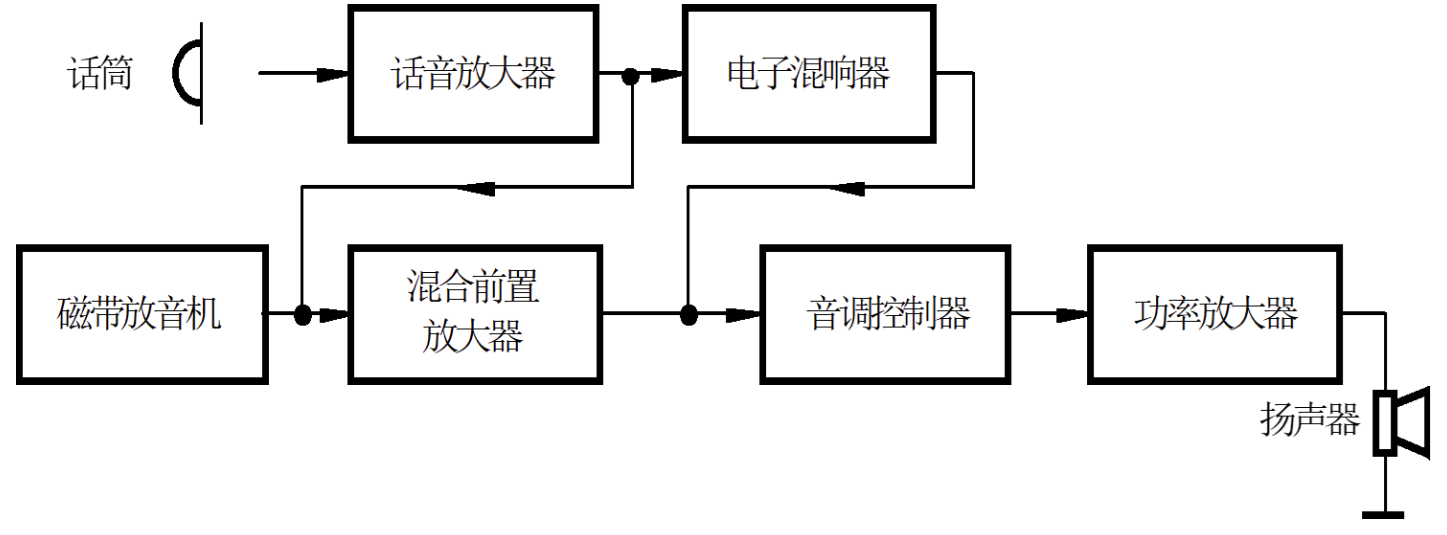 话筒
话音放大器
电子混响器
磁带放音机
混合前置
放大器
音调控制器
功率放大器
扬声器